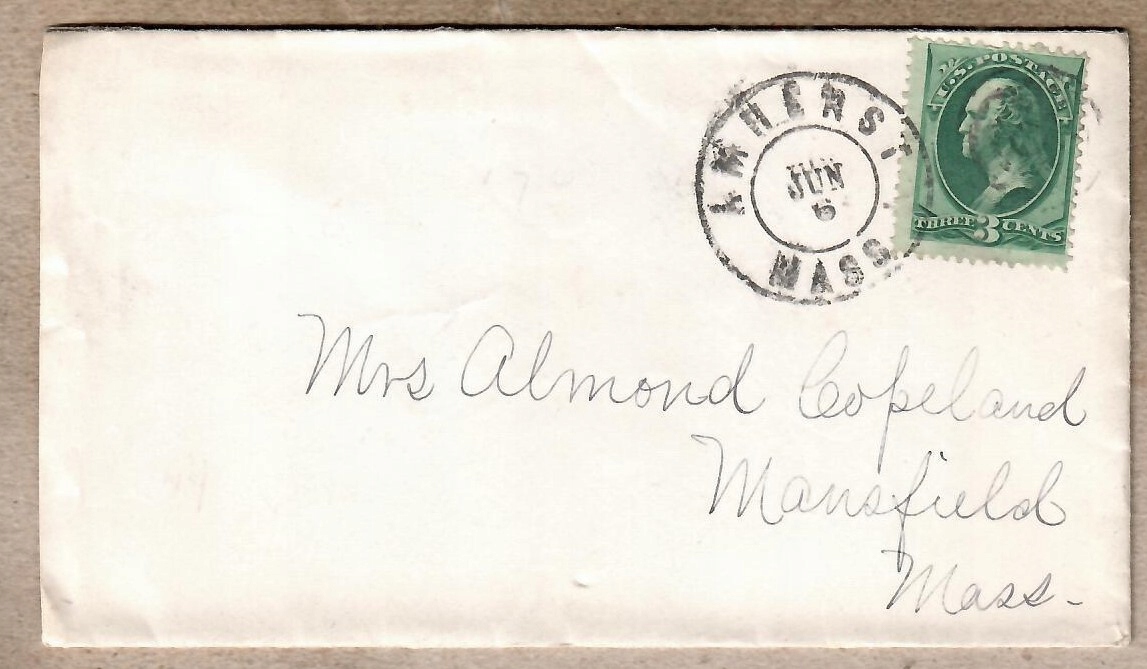 U.S. POSTAGE
THREE 3 CENTS
AMHERST
JUN
6
MASS
Mrs Almond Copeland
Mansfield
Mass.